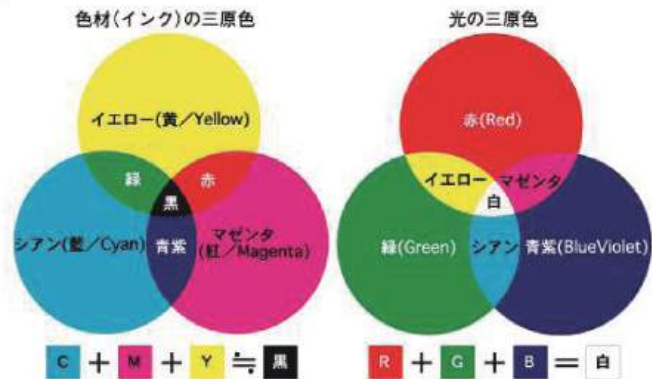 色材(インク)の三原色
イエロー(黄／Yellow)
緑
赤
黒
シアン(藍／Cyan)
青紫
マゼンタ
(紅／Magenta)
C + M + Y ≒ 黒
光の三原色
赤(Red)
イエロー
マゼンタ
白
緑(Green)
シアン
青紫(BlueViolet)
R + G + B = 白